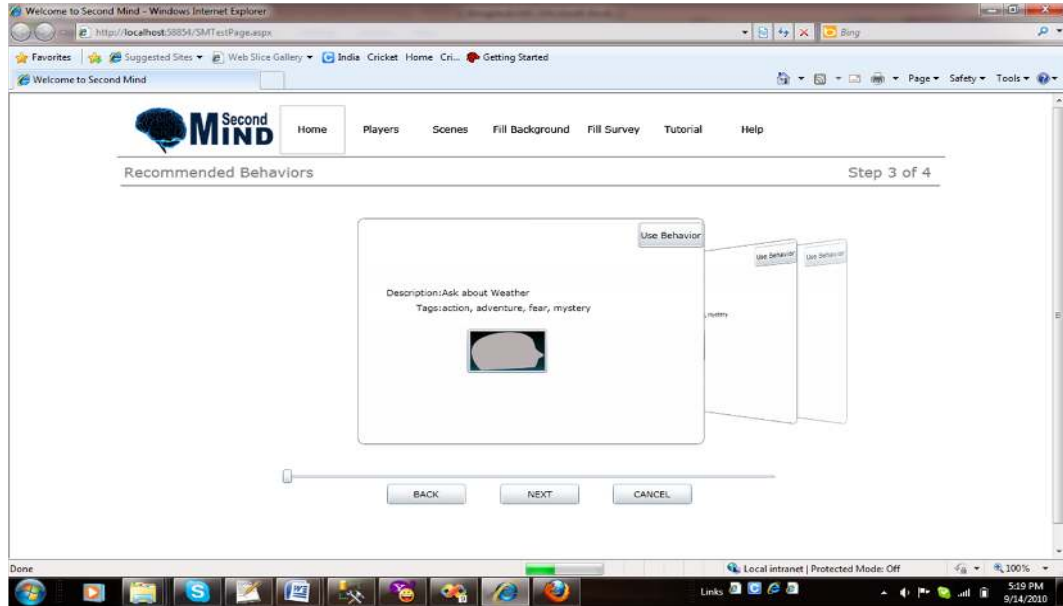 Welcome to Second Mind - Windows Internet Explorer
http://localhost:58854/SMTestPage.aspx
Bing
Favorites
Suggested Sites
Web Slice Gallery
India Cricket Home Cri...
Getting Started
Welcome to Second Mind
Page
Safety
Tools
Second
MIND
Home
Players
Scenes
Fill Background
Fill Survey
Tutorial
Help
Recommended Behaviors
Step 3 of 4
Use Behavior
Use Behavior
Use Behavior
Description:Ask about Weather
Tags:action, adventure, fear, mystery
, mystery
BACK
NEXT
CANCEL
Done
Local intranet | Protected Mode: Off
100%
Links
5:19 PM
9/14/2010